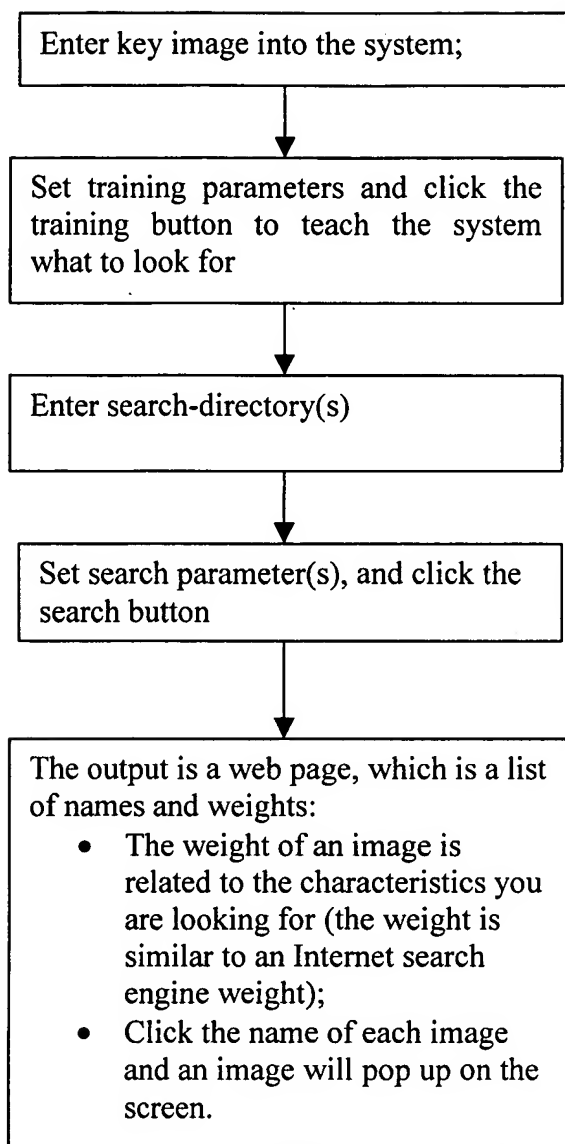 Enter key image into the system;
Set training parameters and click the
training button to teach the system
what to look for
Enter search-directory(s)
Set search parameter(s), and click the
search button
The output is a web page, which is a list
of names and weights:
• The weight of an image is
related to the characteristics you
are looking for (the weight is
similar to an Internet search
engine weight);
• Click the name of each image
and an image will pop up on the
screen.